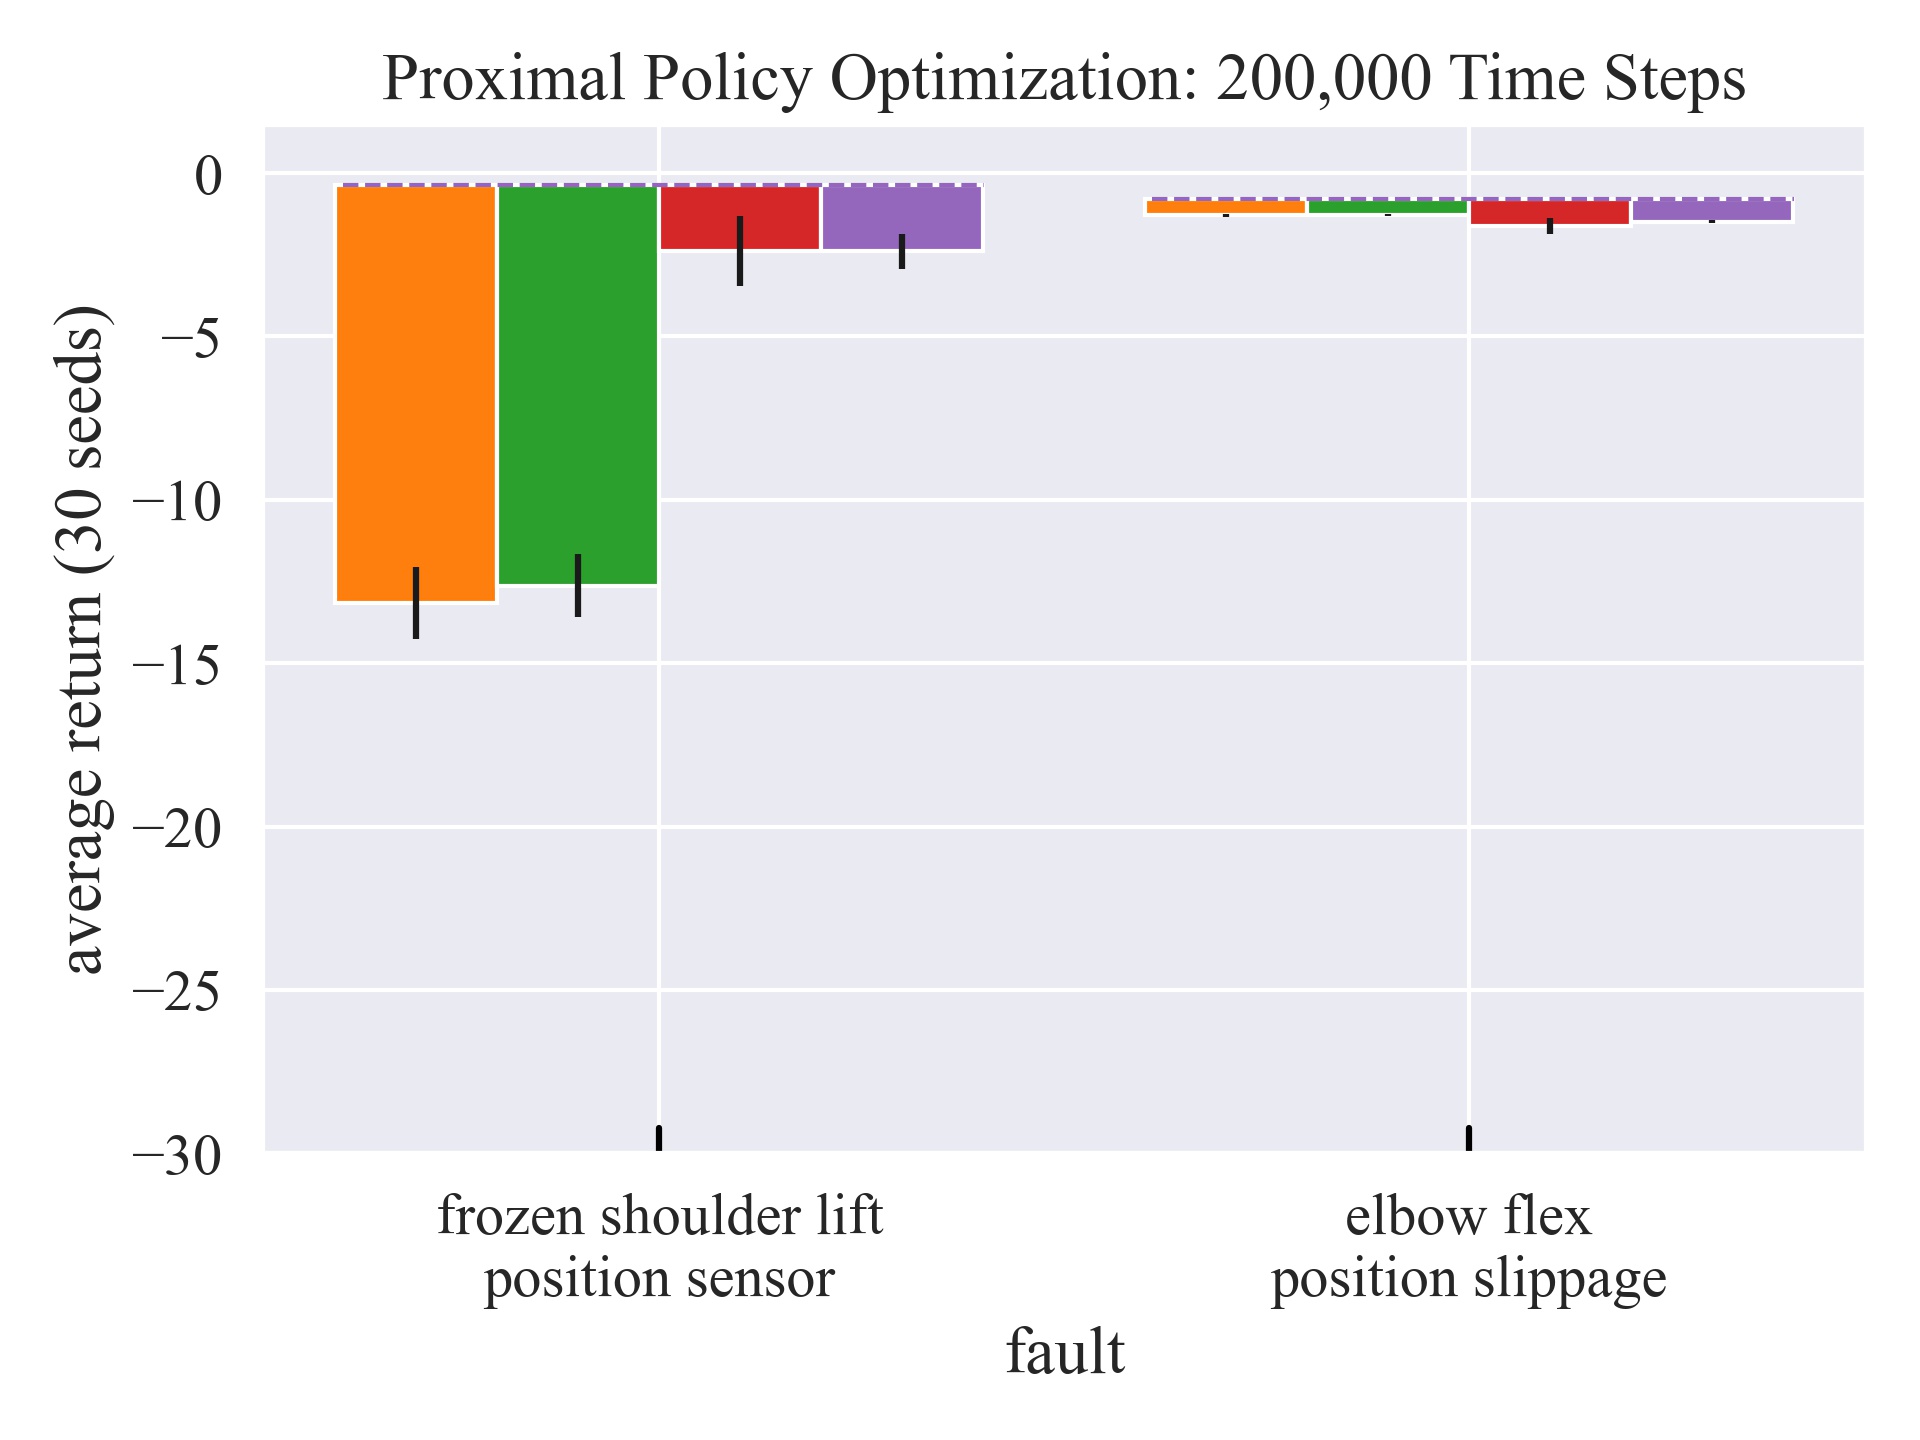 Proximal Policy Optimization: 200,000 Time Steps
average return (30 seeds)
0
−5
−10
−15
−20
−25
−30
frozen shoulder lift
position sensor
elbow flex
position slippage
fault